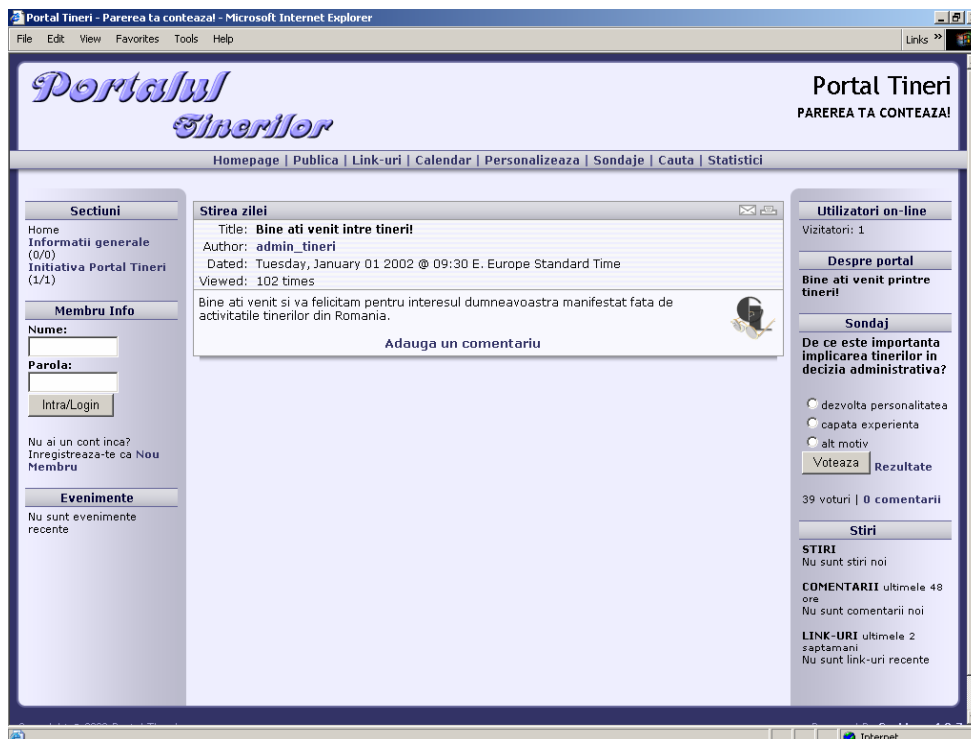 Portal Tineri - Parerea ta conteaza! - Microsoft Internet Explorer
File Edit View Favorites Tools Help
Links »
Portalul
Tinerilor
Portal Tineri
PAREREA TA CONTEAZA!
Homepage | Publica | Link-uri | Calendar | Personalizeaza | Sondaje | Cauta | Statistici
Sectiuni
Home
Informatii generale
(0/0)
Initiativa Portal Tineri
(1/1)
Membru Info
Nume:
Parola:
Intra/Login
Nu ai un cont inca?
Inregistreaza-te ca Nou
Membru
Evenimente
Nu sunt evenimente
recente
Stirea zilei
Title: Bine ati venit intre tineri!
Author: admin_tineri
Dated: Tuesday, January 01 2002 @ 09:30 E. Europe Standard Time
Viewed: 102 times
Bine ati venit si va felicitam pentru interesul dumneavoastra manifestat fata de
activitatile tinerilor din Romania.
Adauga un comentariu
Utilizatori on-line
Vizitatori: 1
Despre portal
Bine ati venit printre
tineri!
Sondaj
De ce este importanta
implicarea tinerilor in
decizia administrativa?
dezvolta personalitatea
capata experienta
alt motiv
Voteaza Rezultate
39 voturi | 0 comentarii
Stiri
STIRI
Nu sunt stiri noi
COMENTARII ultimele 48
ore
Nu sunt comentarii noi
LINK-URI ultimele 2
saptamani
Nu sunt link-uri recente
Internet